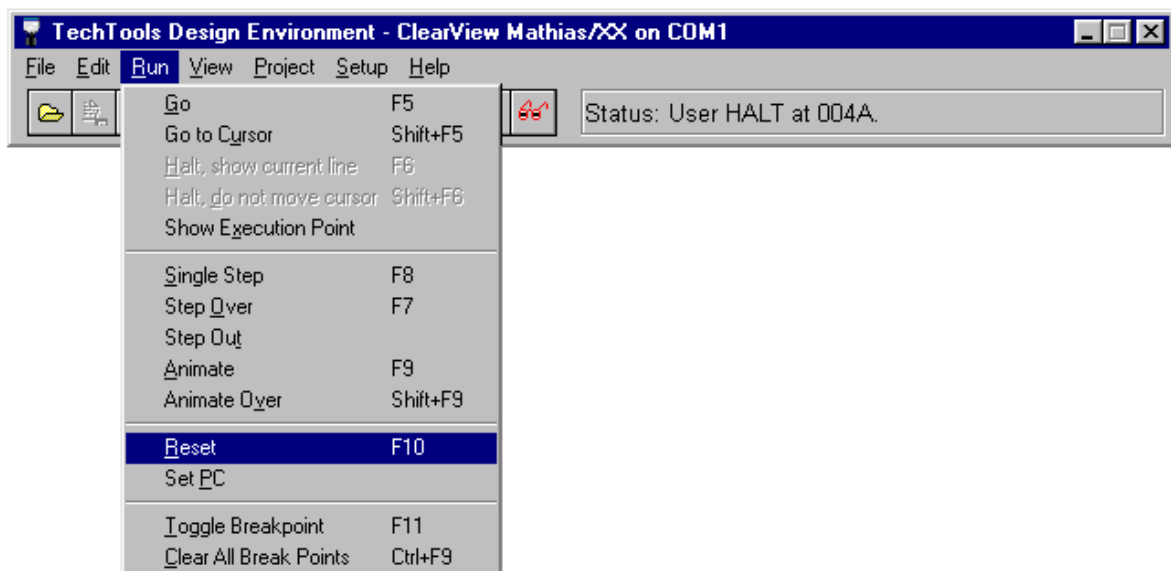 TechTools Design Environment - ClearView Mathias/XX on COM1
File Edit Run View Project Setup Help
Status: User HALT at 004A.
Go F5
Go to Cursor Shift+F5
Halt, show current line F6
Halt, do not move cursor Shift+F6
Show Execution Point
Single Step F8
Step Over F7
Step Out
Animate F9
Animate Over Shift+F9
Reset F10
Set PC
Toggle Breakpoint F11
Clear All Break Points Ctrl+F9